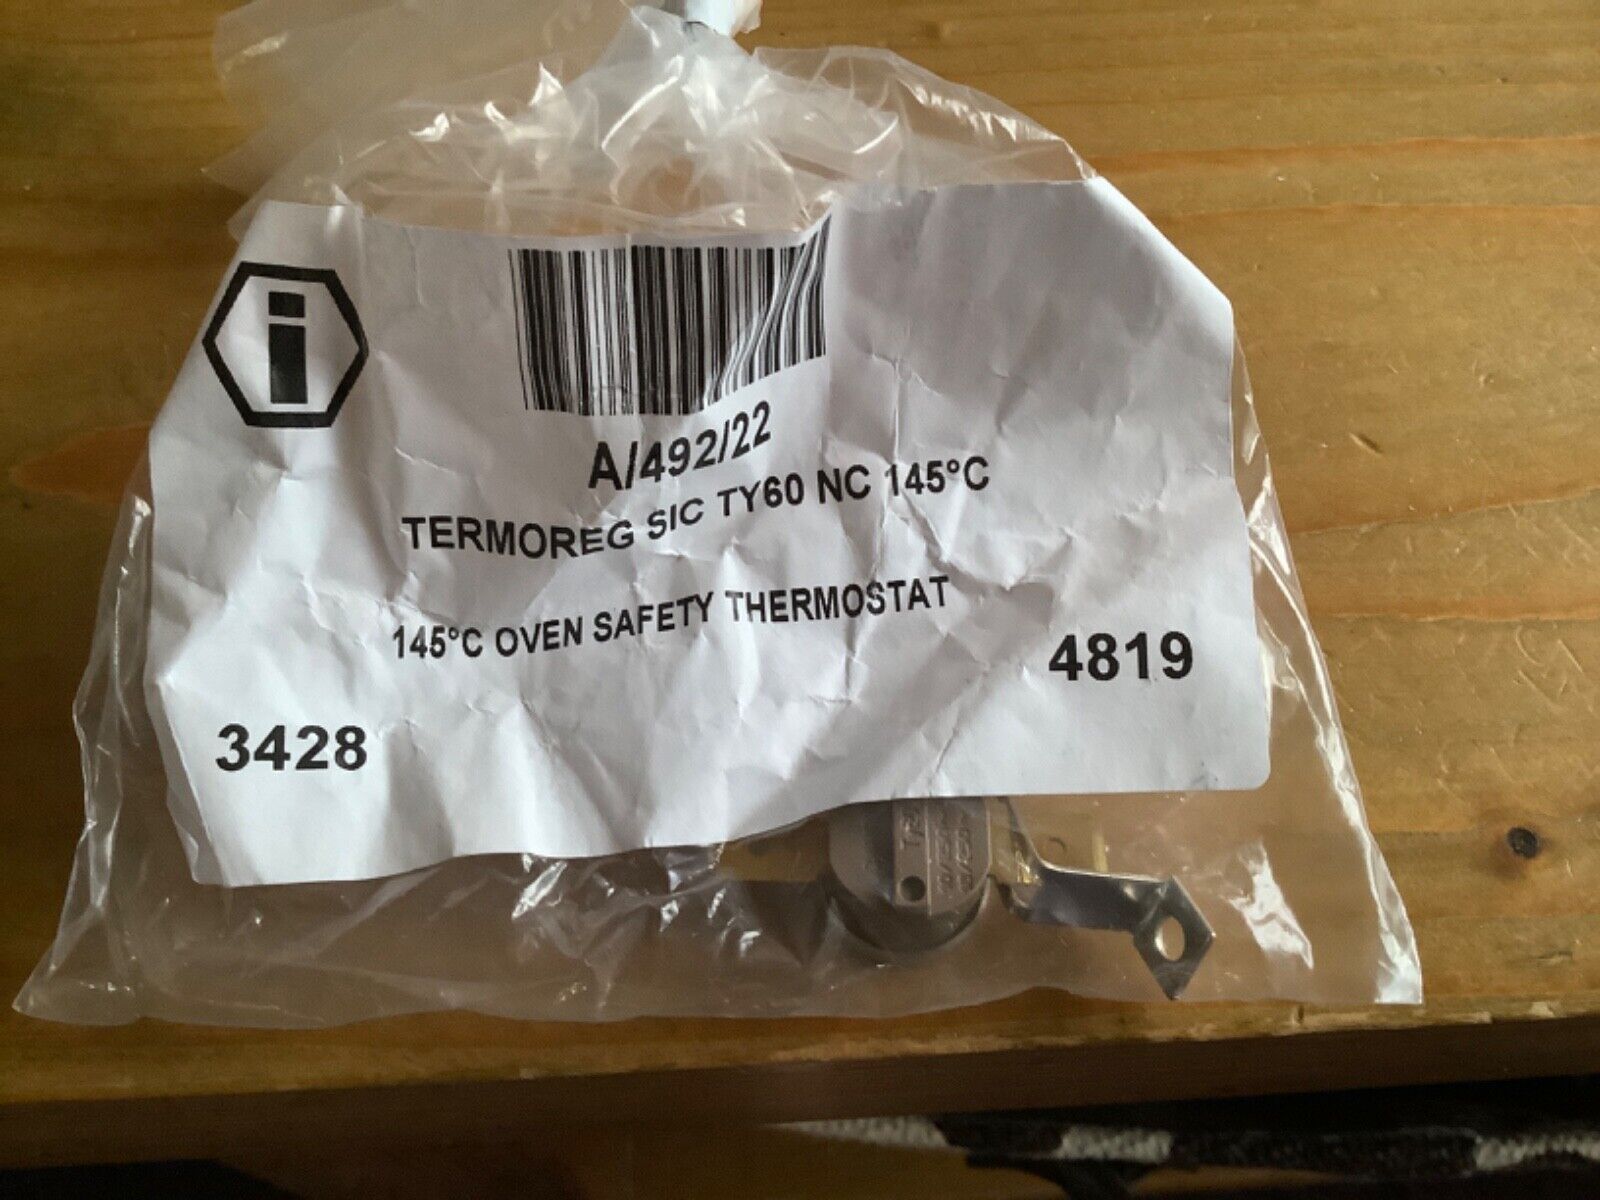 i
A/492/22
TERMOREG SIC TY60 NC 145°C
145°C OVEN SAFETY THERMOSTAT
4819
3428